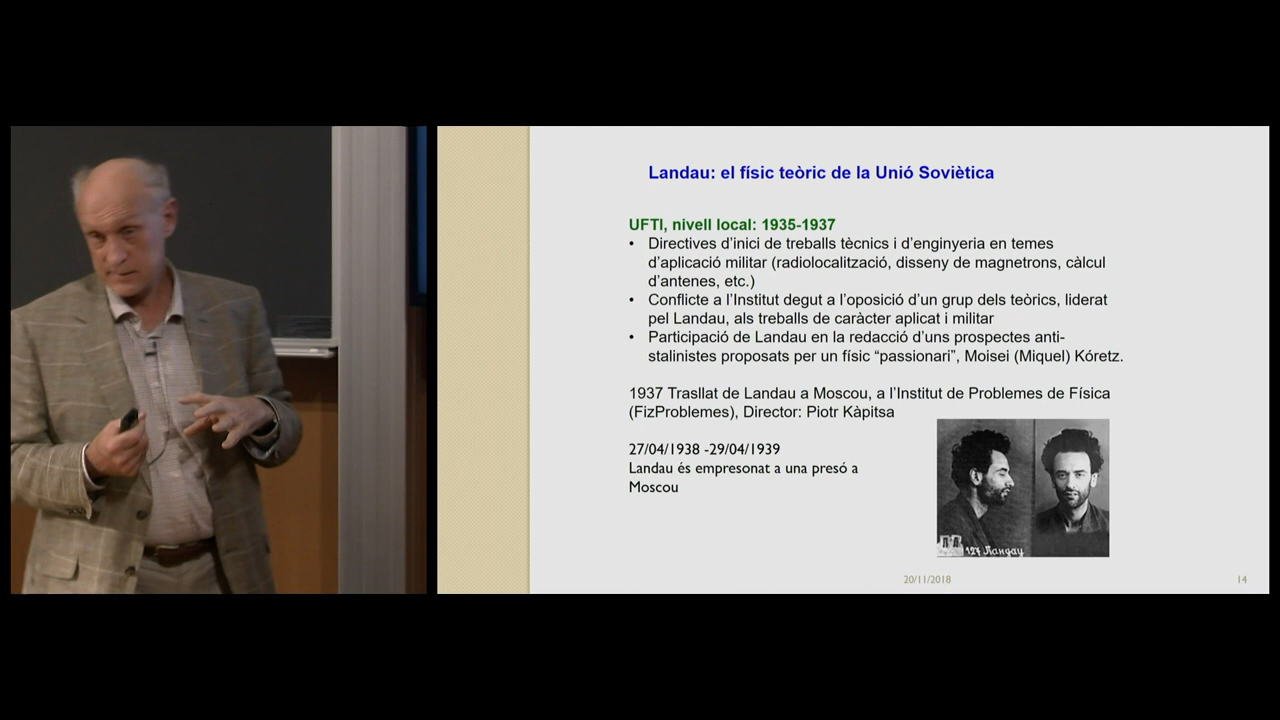 Landau: el físic teòric de la Unió Soviètica
UFTI, nivell local: 1935-1937
• Directives d’inici de treballs tècnics i d’enginyeria en temes
d’aplicació militar (radiolocalització, disseny de magnetrons, càlcul
d’antenes, etc.)
• Conflicte a l’Institut degut a l’oposició d’un grup dels teòrics, liderat
pel Landau, als treballs de caràcter aplicat i militar
• Participació de Landau en la redacció d’uns prospectes anti-
stalinistes proposats per un físic “passionari”, Moisei (Miquel) Kóretz.
1937 Trasllat de Landau a Moscou, a l’Institut de Problemes de Física
(FizProblemes), Director: Piotr Kàpitsa
27/04/1938 -29/04/1939
Landau és empresonat a una presó a
Moscou
127 Ландау
20/11/2018
14